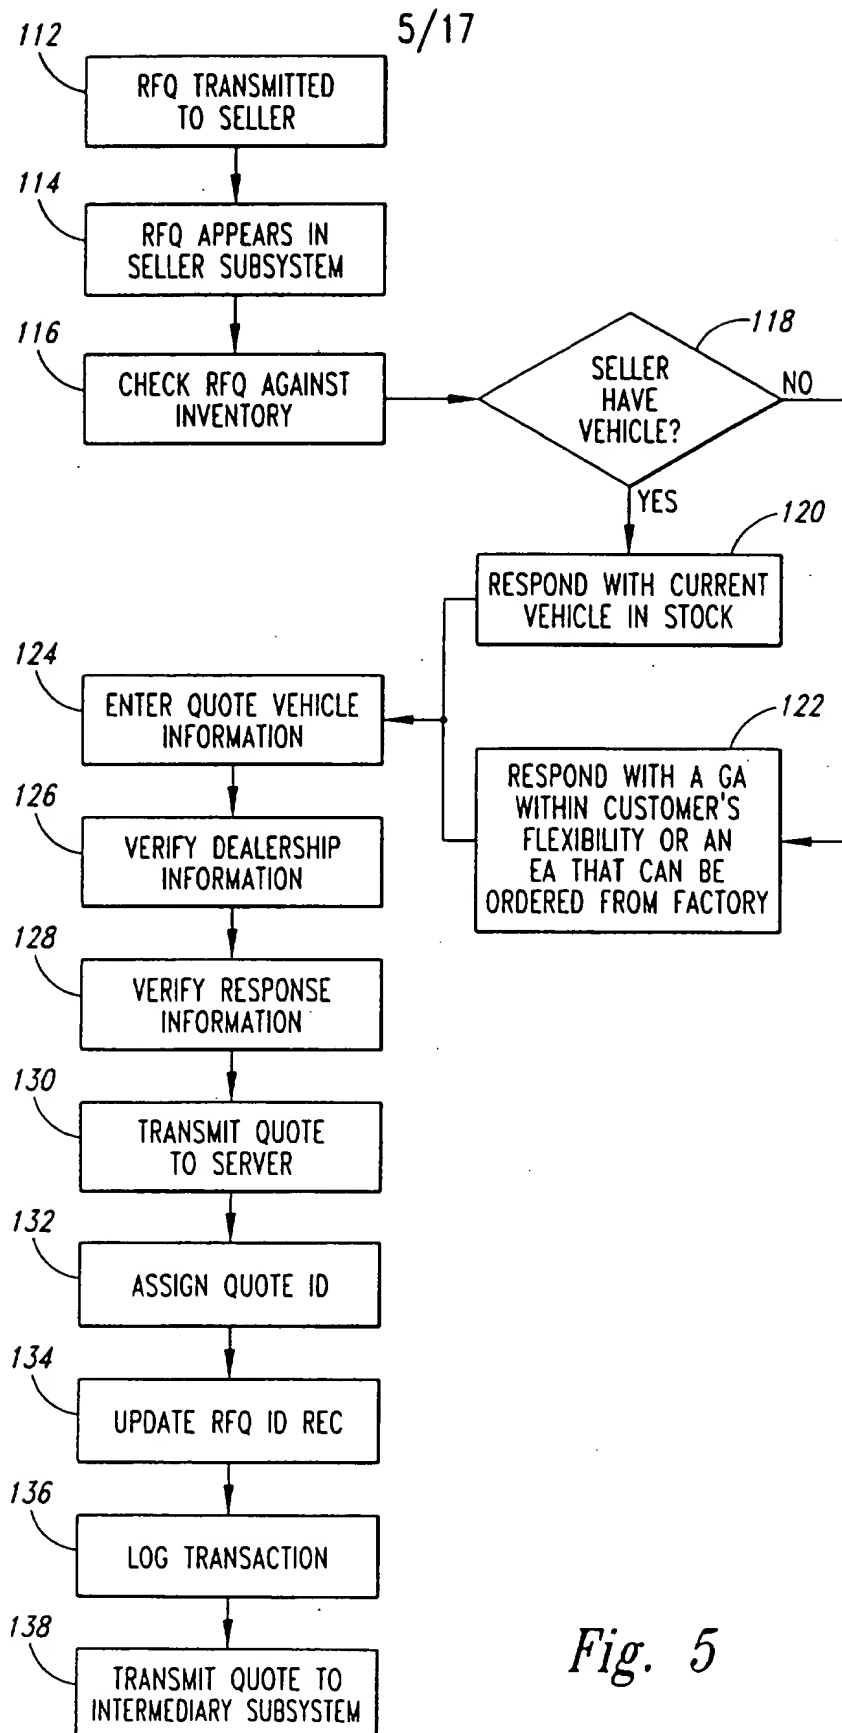 5/17
112
RFQ TRANSMITTED
TO SELLER
114
RFQ APPEARS IN
SELLER SUBSYSTEM
116
CHECK RFQ AGAINST
INVENTORY
118
SELLER
HAVE
VEHICLE?
NO
YES
120
RESPOND WITH CURRENT
VEHICLE IN STOCK
122
RESPOND WITH A GA
WITHIN CUSTOMER'S
FLEXIBILITY OR AN
EA THAT CAN BE
ORDERED FROM FACTORY
124
ENTER QUOTE VEHICLE
INFORMATION
126
VERIFY DEALERSHIP
INFORMATION
128
VERIFY RESPONSE
INFORMATION
130
TRANSMIT QUOTE
TO SERVER
132
ASSIGN QUOTE ID
134
UPDATE RFQ ID REC
136
LOG TRANSACTION
138
TRANSMIT QUOTE TO
INTERMEDIARY SUBSYSTEM
Fig. 5